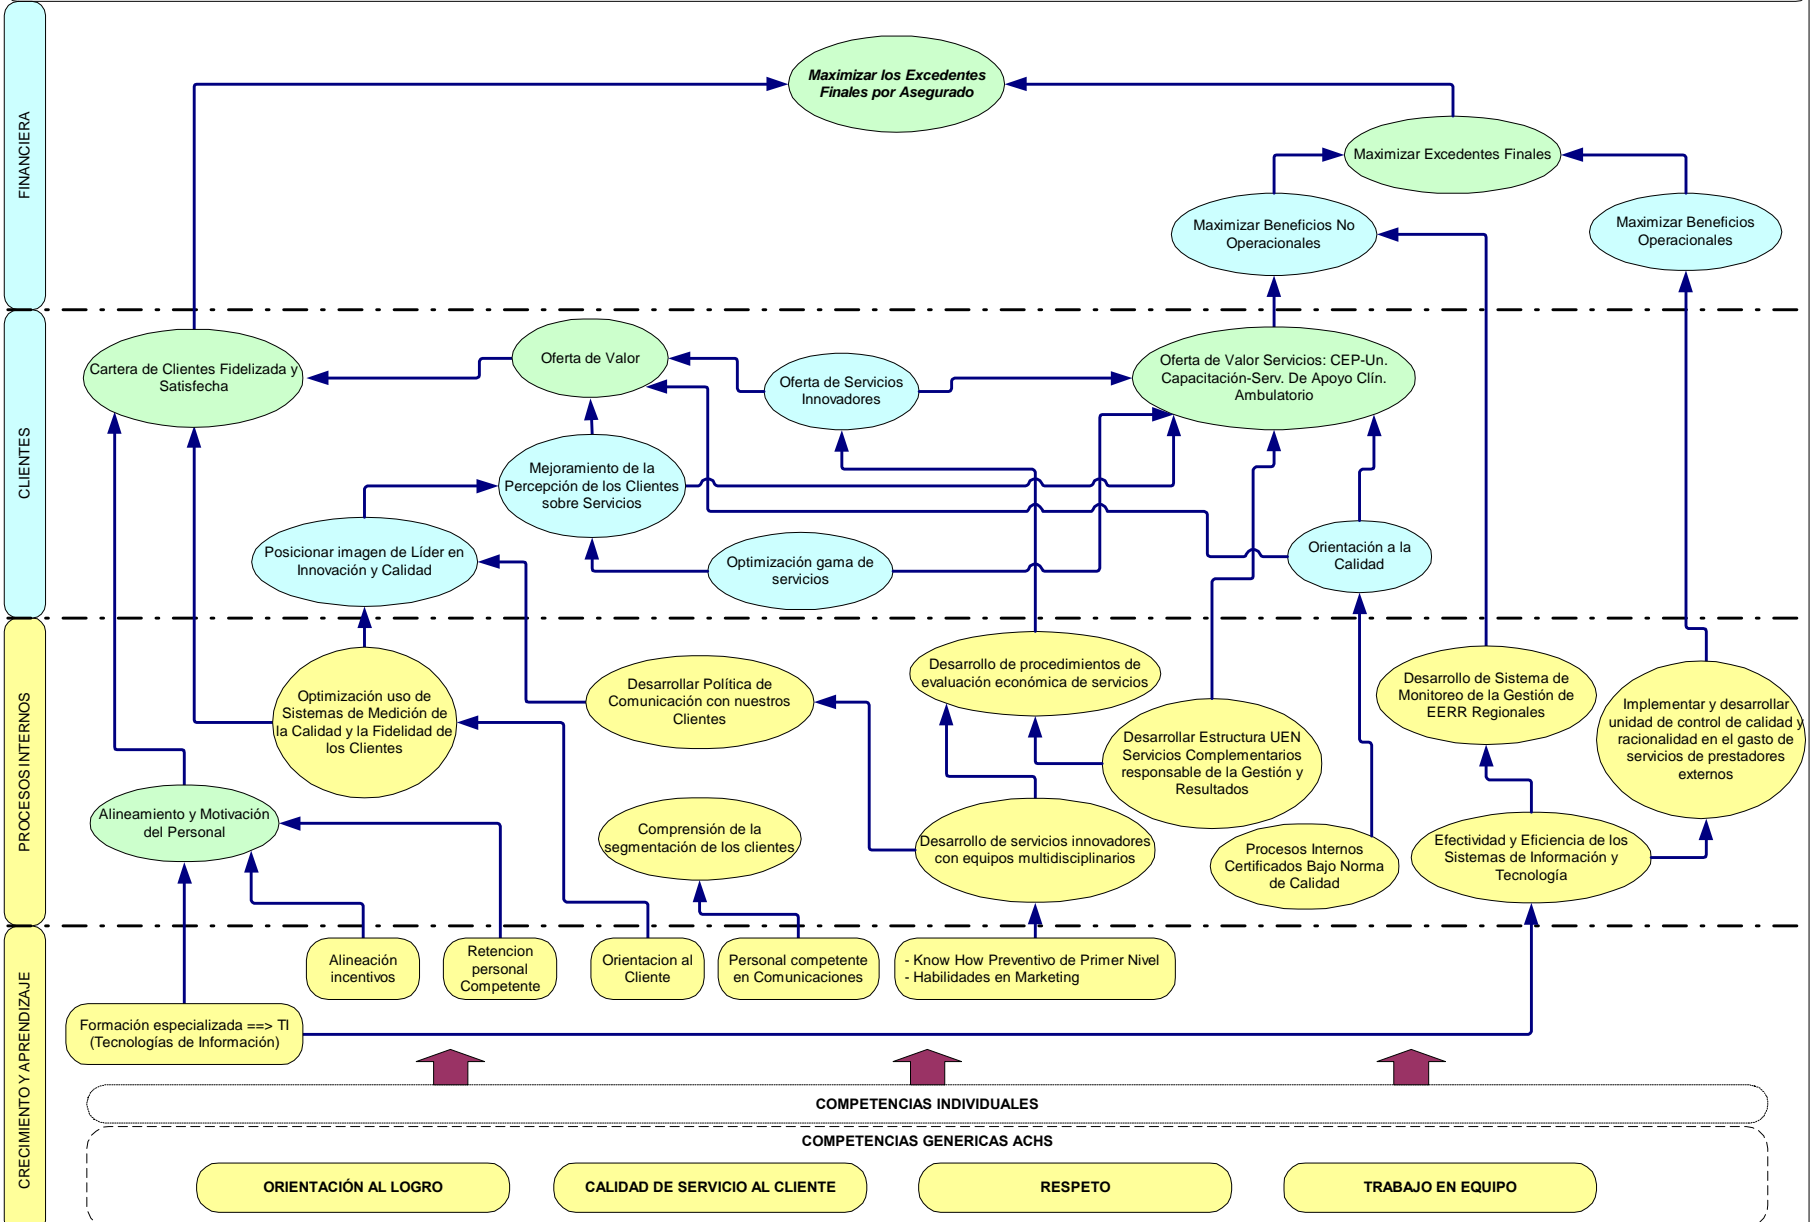 FINANCIERA
Maximizar los Excedentes
Finales por Asegurado
Maximizar Excedentes Finales
Maximizar Beneficios No
Operacionales
Maximizar Beneficios
Operacionales
CLIENTES
Cartera de Clientes Fidelizada y
Satisfecha
Oferta de Valor
Oferta de Servicios
Innovadores
Oferta de Valor Servicios: CEP-Un.
Capacitación-Serv. De Apoyo Clín.
Ambulatorio
Mejoramiento de la
Percepción de los Clientes
sobre Servicios
Posicionar imagen de Líder en
Innovación y Calidad
Optimización gama de
servicios
Orientación a la
Calidad
PROCESOS INTERNOS
Optimización uso de
Sistemas de Medición de
la Calidad y la Fidelidad de
los Clientes
Desarrollar Política de
Comunicación con nuestros
Clientes
Desarrollo de procedimientos de
evaluación económica de servicios
Desarrollar Estructura UEN
Servicios Complementarios
responsable de la Gestión y
Resultados
Desarrollo de Sistema de
Monitoreo de la Gestión de
EERR Regionales
Implementar y desarrollar
unidad de control de calidad y
racionalidad en el gasto de
servicios de prestadores
externos
Alineamiento y Motivación
del Personal
Comprensión de la
segmentación de los clientes
Desarrollo de servicios innovadores
con equipos multidisciplinarios
Procesos Internos
Certificados Bajo Norma
de Calidad
Efectividad y Eficiencia de los
Sistemas de Información y
Tecnología
CRECIMIENTO Y APRENDIZAJE
Alineación
incentivos
Retencion
personal
Competente
Orientacion al
Cliente
Personal competente
en Comunicaciones
- Know How Preventivo de Primer Nivel
- Habilidades en Marketing
Formación especializada ==> TI
(Tecnologías de Información)
COMPETENCIAS INDIVIDUALES
COMPETENCIAS GENERICAS ACHS
ORIENTACIÓN AL LOGRO
CALIDAD DE SERVICIO AL CLIENTE
RESPETO
TRABAJO EN EQUIPO